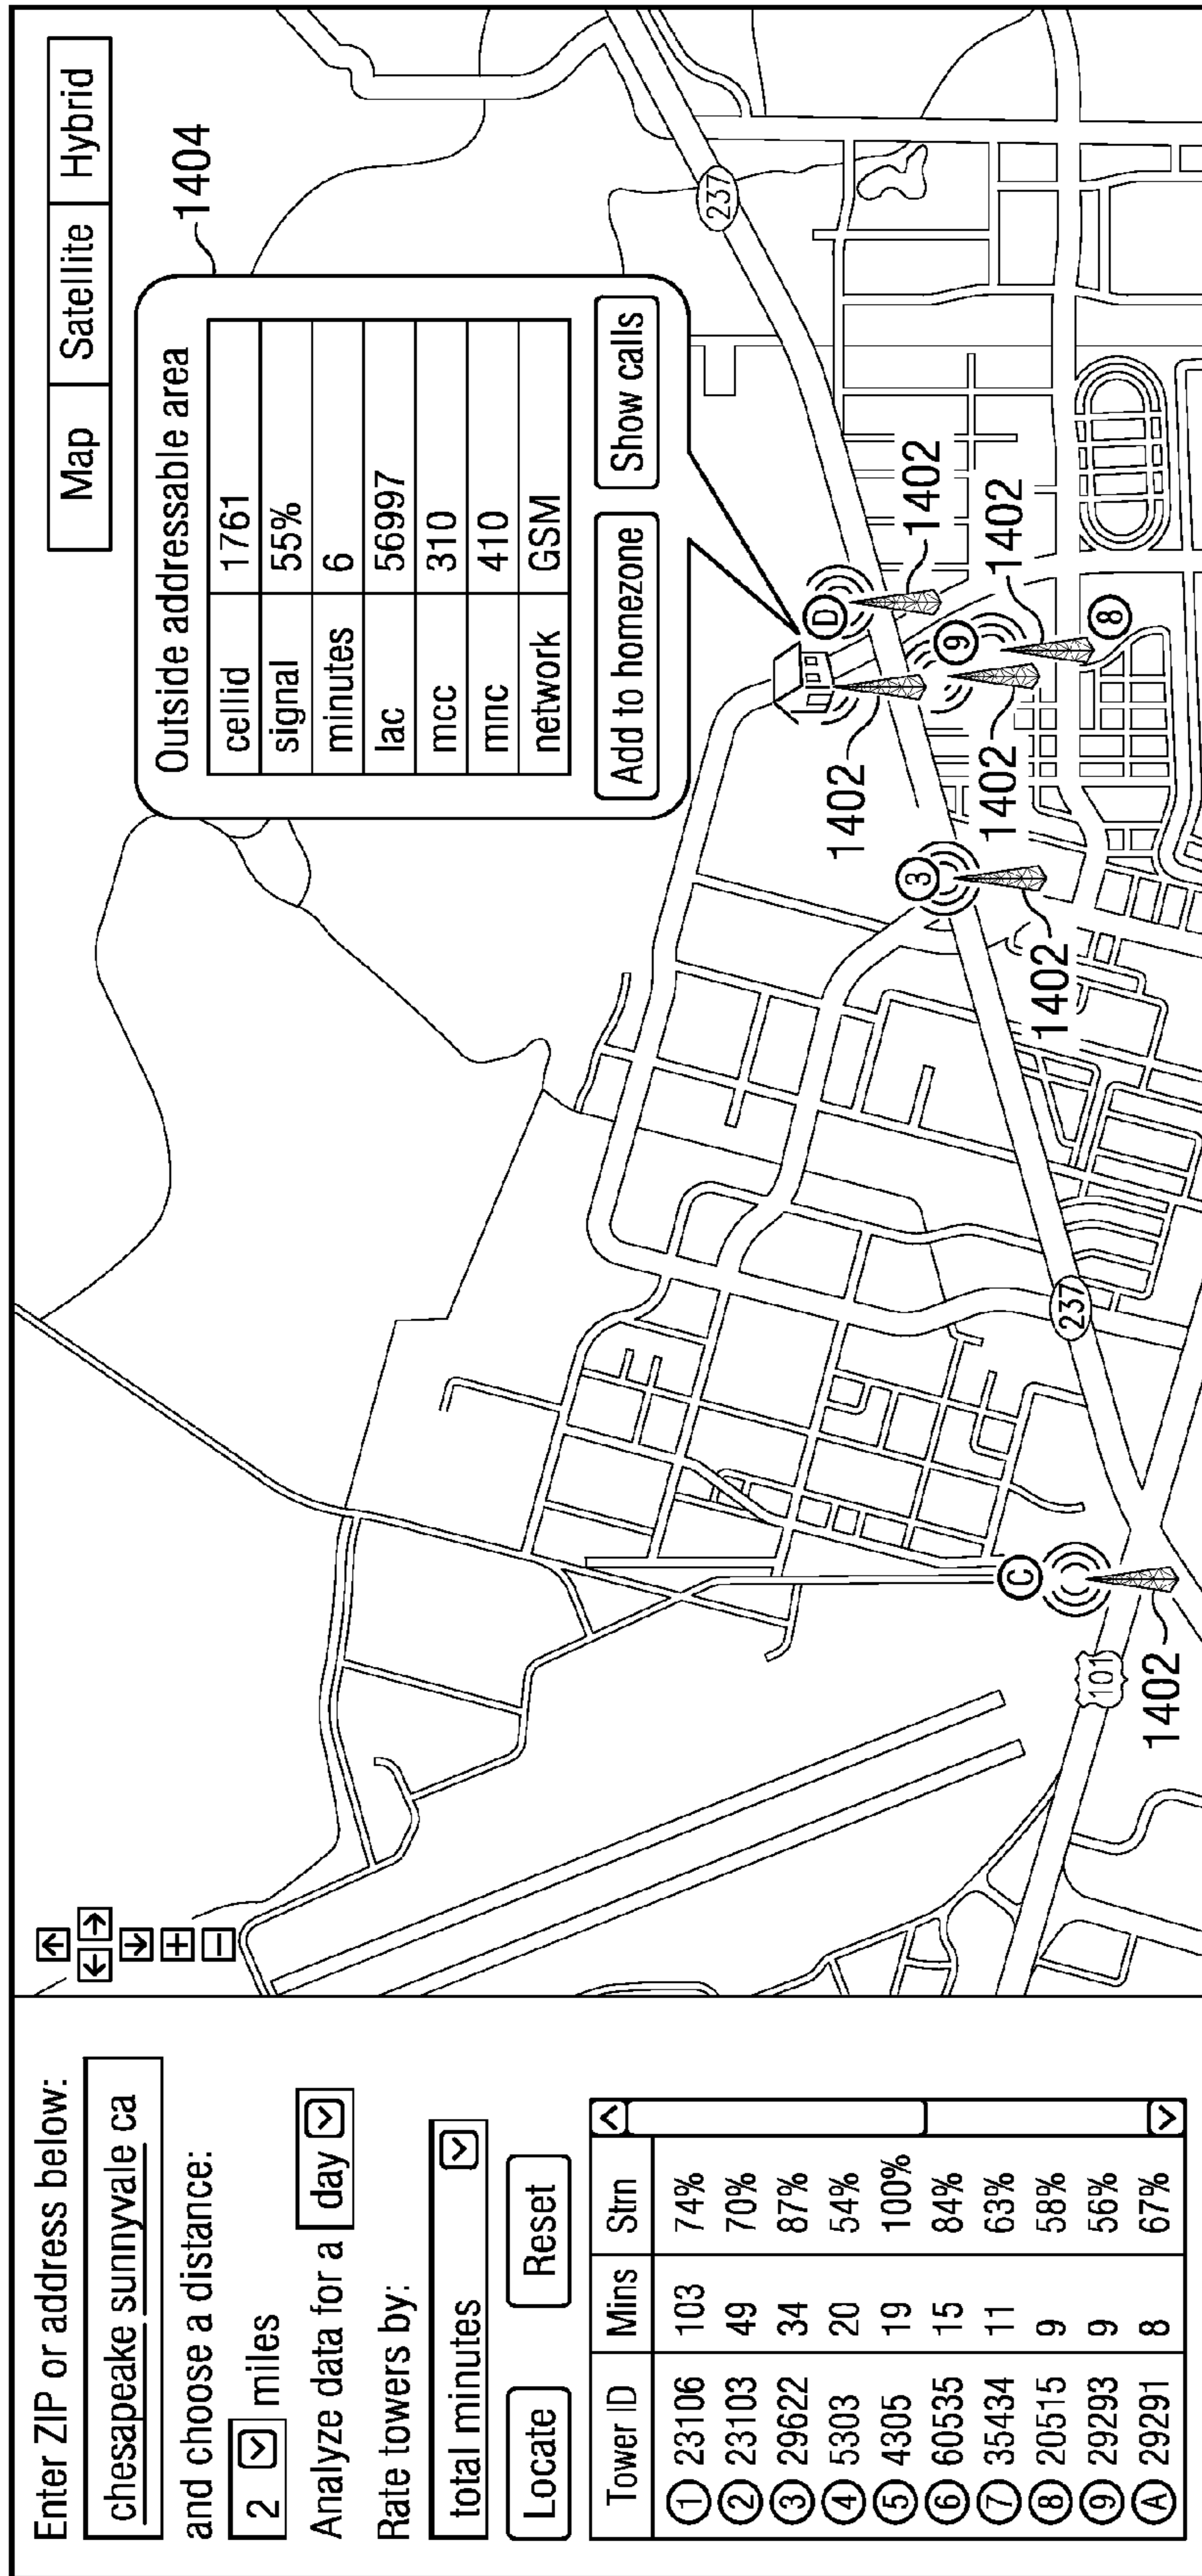 Enter ZIP or address below:
chesapeake sunnyvale ca
and choose a distance:
2 miles
Analyze data for a day
Rate towers by:
total minutes
Locate Reset
Tower ID Mins Strn
1 23106 103 74%
2 23103 49 70%
3 29622 34 87%
4 5303 20 54%
5 4305 19 100%
6 60535 15 84%
7 35434 11 63%
8 20515 9 58%
9 29293 9 56%
A 29291 8 67%
Map Satellite Hybrid
1404
Outside addressable area
cellid 1761
signal 55%
minutes 6
lac 56997
mcc 310
mnc 410
network GSM
Add to homezone Show calls
237
D
1402
1402
9
1402
8
1402
3
1402
237
C
101
1402